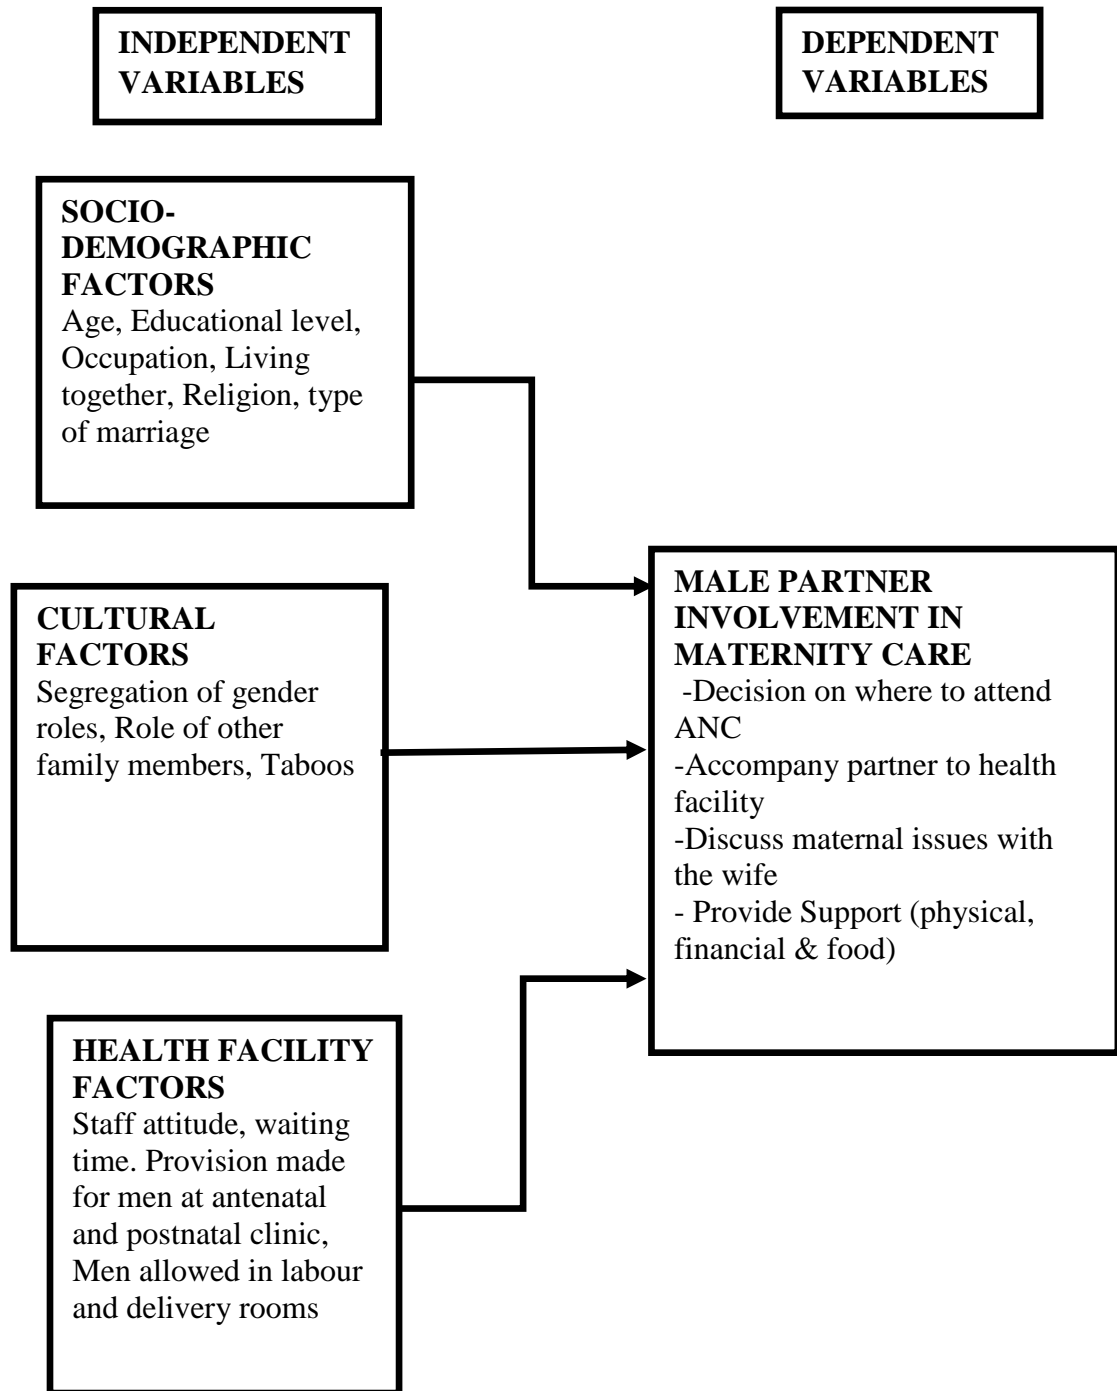 INDEPENDENT
VARIABLES
DEPENDENT
VARIABLES
SOCIO-
DEMOGRAPHIC
FACTORS
Age, Educational level,
Occupation, Living
together, Religion, type
of marriage
CULTURAL
FACTORS
Segregation of gender
roles, Role of other
family members, Taboos
HEALTH FACILITY
FACTORS
Staff attitude, waiting
time. Provision made
for men at antenatal
and postnatal clinic,
Men allowed in labour
and delivery rooms
MALE PARTNER
INVOLVEMENT IN
MATERNITY CARE
-Decision on where to attend
ANC
-Accompany partner to health
facility
-Discuss maternal issues with
the wife
- Provide Support (physical,
financial & food)